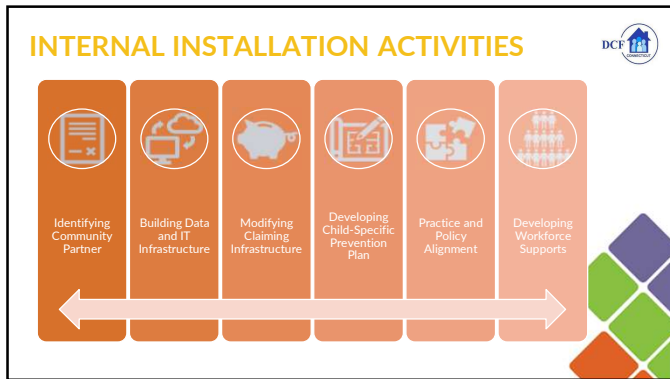 INTERNAL INSTALLATION ACTIVITIES
DCF
CONNECTICUT
Identifying
Community
Partner
Building Data
and IT
Infrastructure
Modifying
Claiming
Infrastructure
Developing
Child-Specific
Prevention
Plan
Practice and
Policy
Alignment
Developing
Workforce
Supports